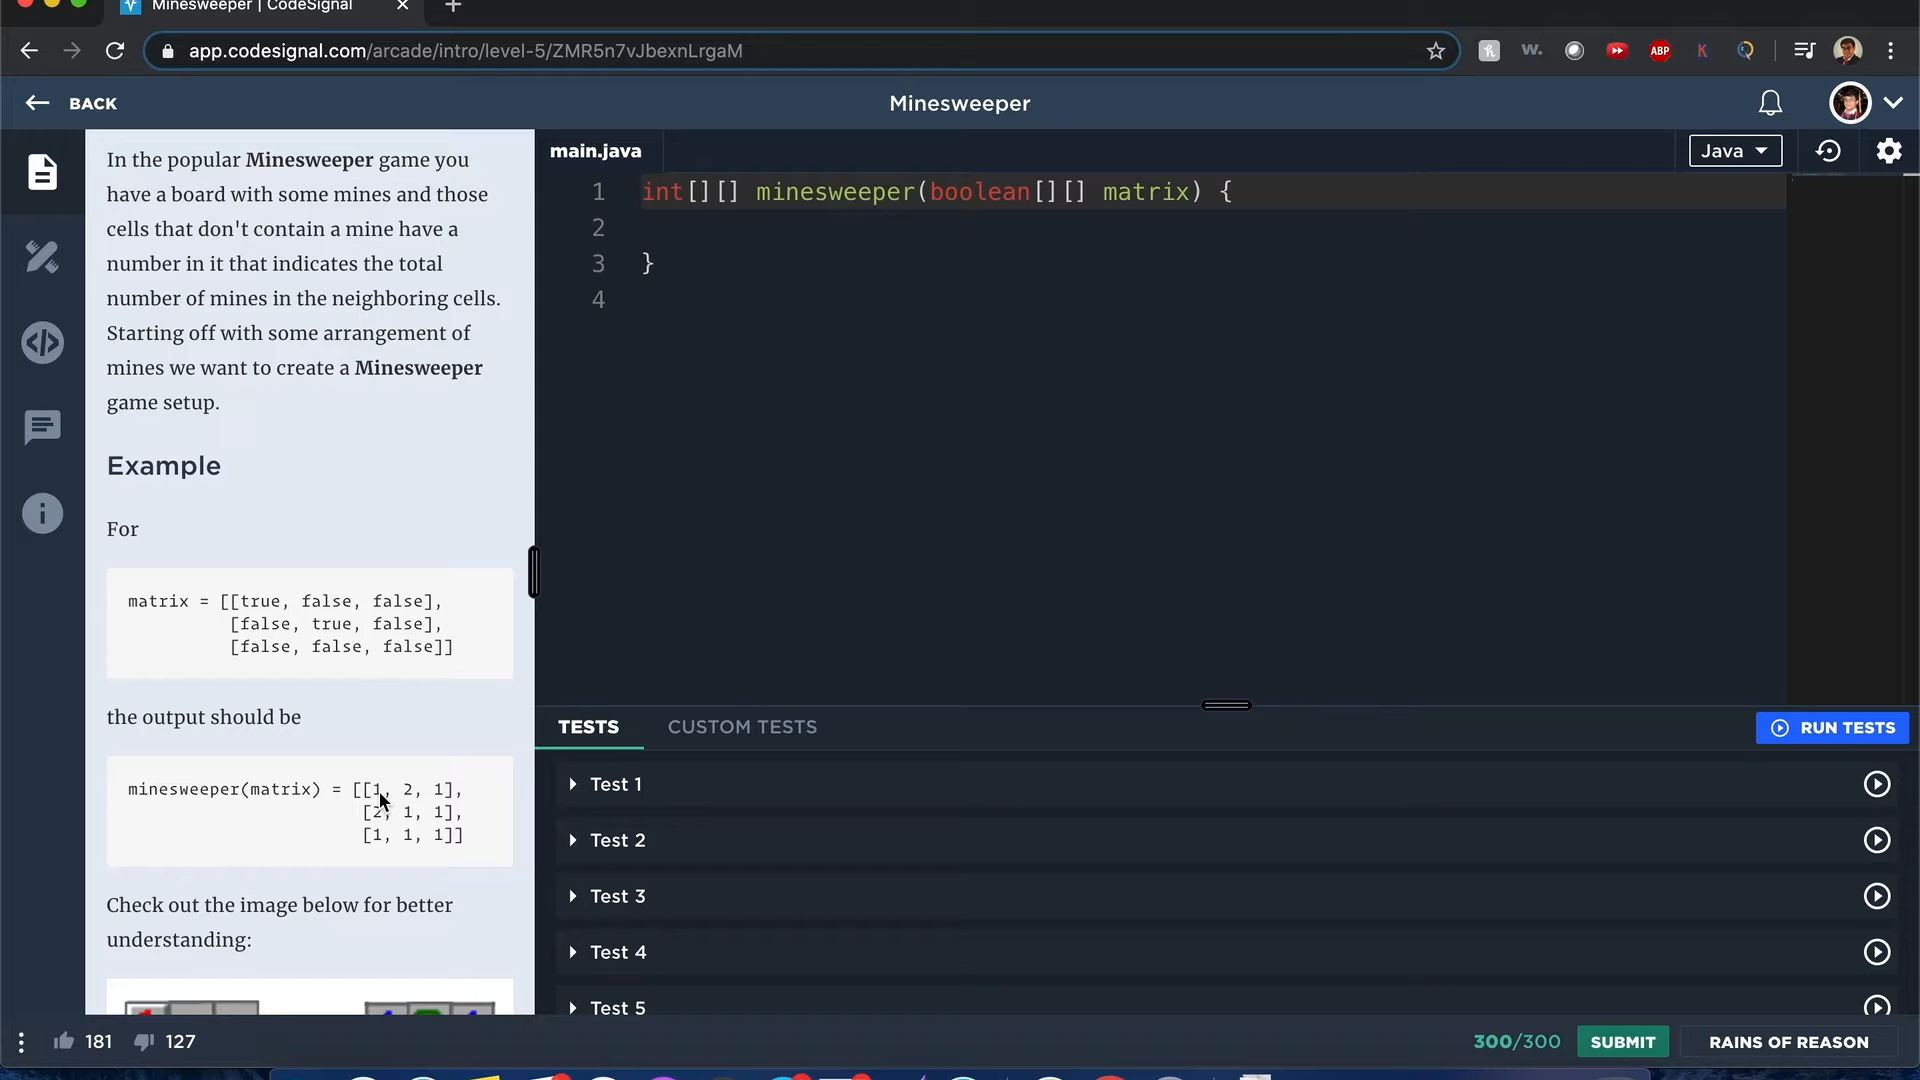 Minesweeper | CodeSignal
app.codesignal.com/arcade/intro/level-5/ZMR5n7vJbexnLrgaM
W.
ABP
K
BACK
Minesweeper
In the popular Minesweeper game you
have a board with some mines and those
cells that don't contain a mine have a
number in it that indicates the total
number of mines in the neighboring cells.
Starting off with some arrangement of
mines we want to create a Minesweeper
game setup.
Example
For
matrix = [[true, false, false],
[false, true, false],
[false, false, false]]
the output should be
minesweeper(matrix) = [[1, 2, 1],
[2, 1, 1],
[1, 1, 1]]
Check out the image below for better
understanding:
181
127
main.java
Java
1 int[][] minesweeper(boolean[][] matrix) {
2
3 }
4
TESTS
CUSTOM TESTS
RUN TESTS
Test 1
Test 2
Test 3
Test 4
Test 5
300/300
SUBMIT
RAINS OF REASON